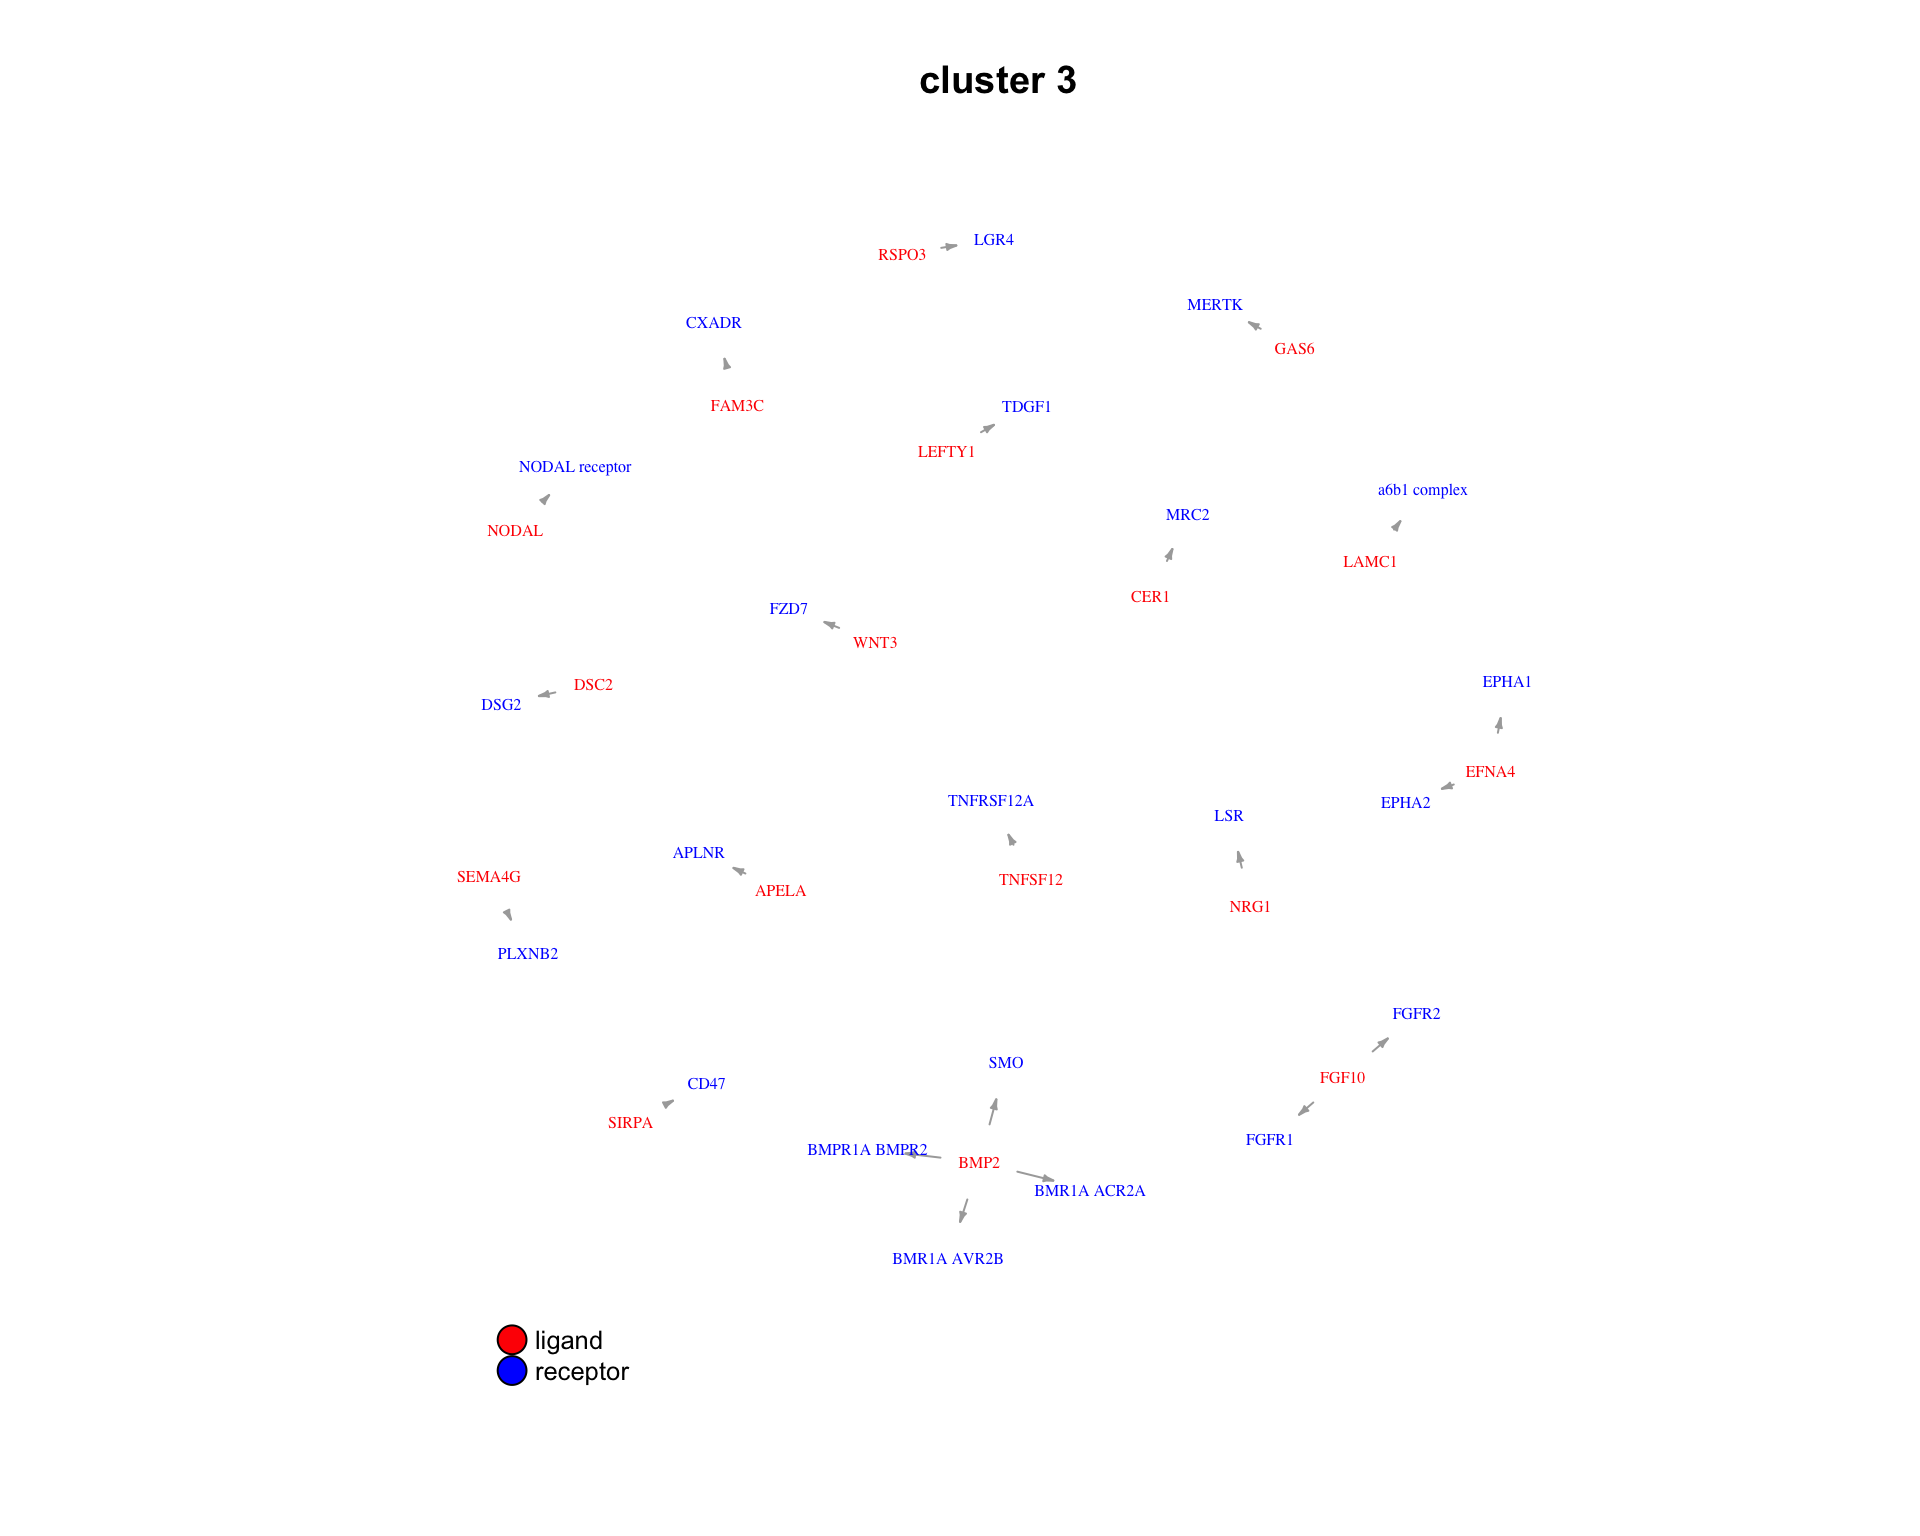 cluster 3
LGR4
RSPO3
MERTK
CXADR
GAS6
FAM3C
TDGF1
LEFTY1
NODAL receptor
a6b1 complex
MRC2
NODAL
LAMC1
CER1
FZD7
WNT3
EPHA1
DSC2
DSG2
EFNA4
TNFRSF12A
EPHA2
LSR
APLNR
SEMA4G
TNFSF12
APELA
NRG1
PLXNB2
FGFR2
SMO
FGF10
CD47
SIRPA
FGFR1
BMPR1A BMPR2
BMP2
BMR1A ACR2A
BMR1A AVR2B
ligand
receptor